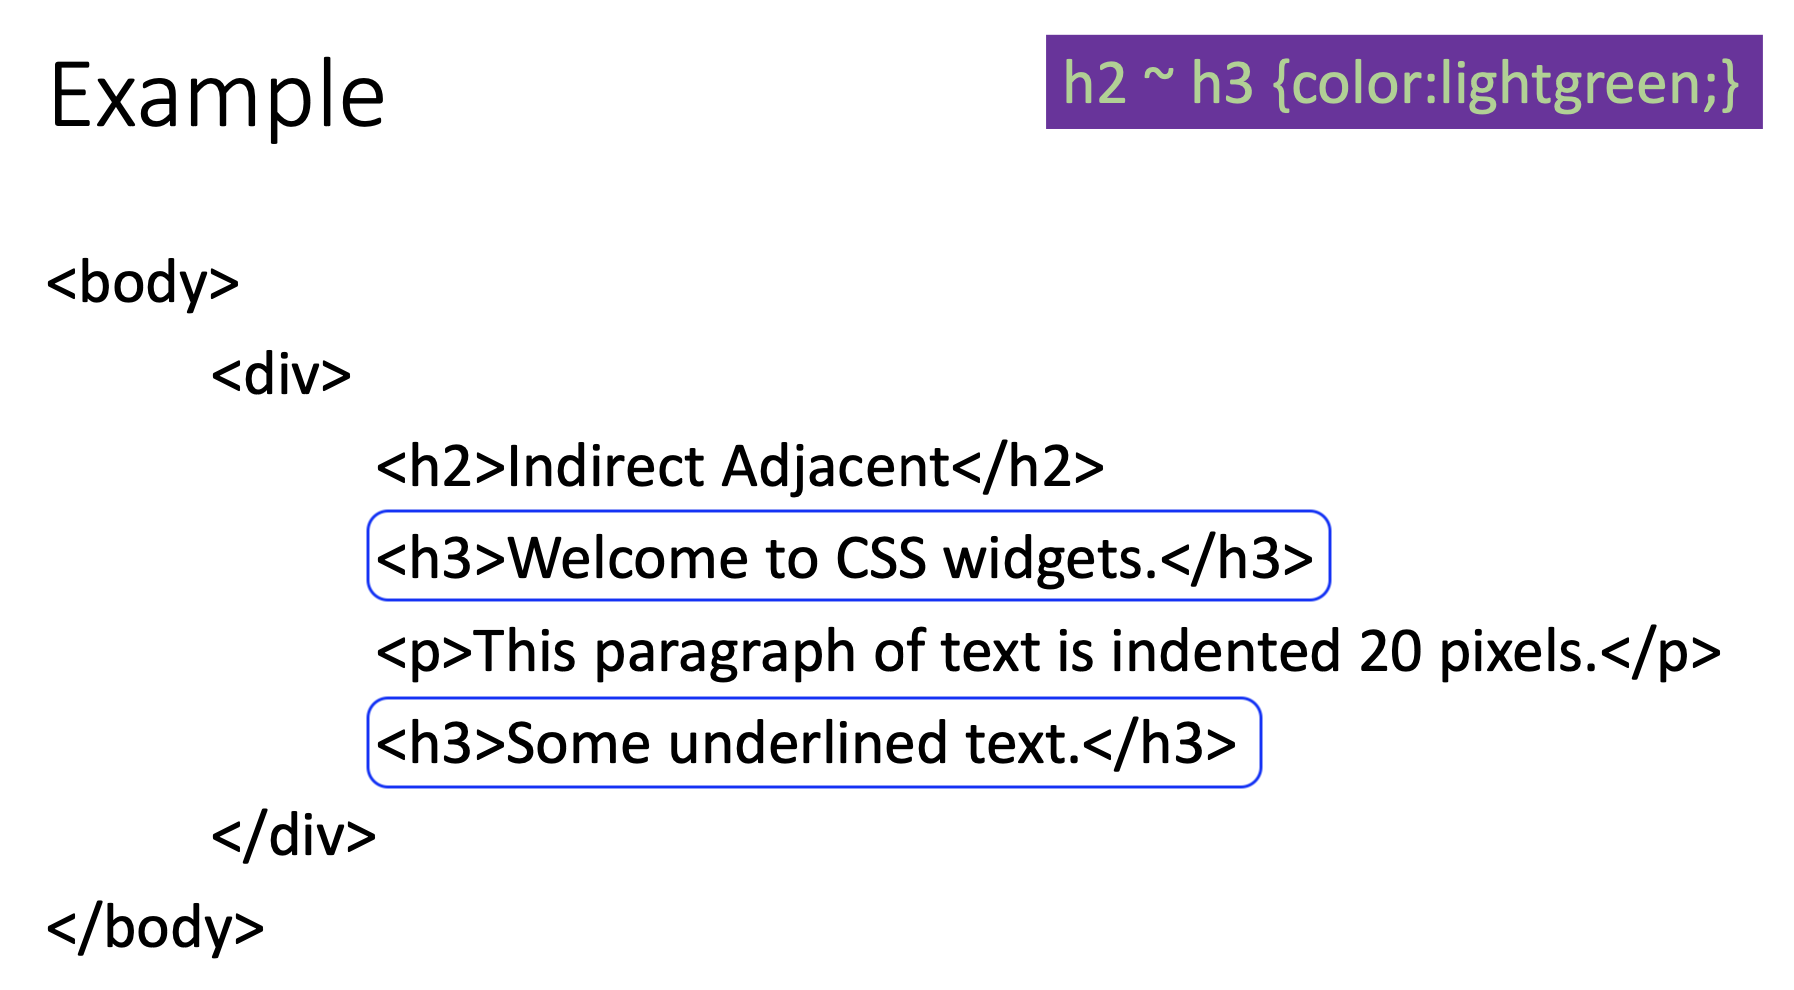 Example
h2 ~ h3 {color:lightgreen;}
<body>
<div>
<h2>Indirect Adjacent</h2>
<h3>Welcome to CSS widgets.</h3>
<p>This paragraph of text is indented 20 pixels.</p>
<h3>Some underlined text.</h3>
</div>
</body>